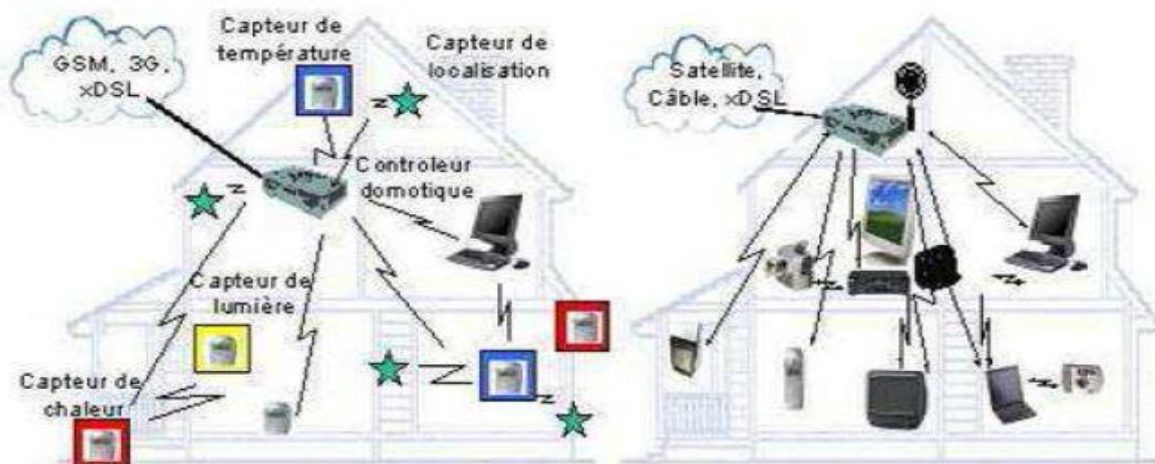 GSM, 3G,
xDSL
Capteur de
température
Capteur de
localisation
Controleur
domotique
Capteur de
lumière
Capteur de
chaleur
Satellite,
Câble, xDSL